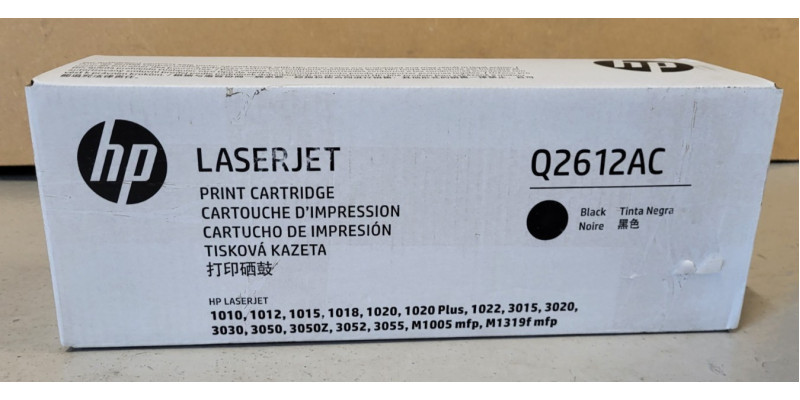 hp
LASERJET
PRINT CARTRIDGE
CARTOUCHE D'IMPRESSION
CARTUCHO DE IMPRESIÓN
TISKOVÁ KAZETA
打印硒鼓
Q2612AC
Black Tinta Negra
Noire 黑色
HP LASERJET
1010, 1012, 1015, 1018, 1020, 1020 Plus, 1022, 3015, 3020,
3030, 3050, 3050Z, 3052, 3055, M1005 mfp, M1319f mfp